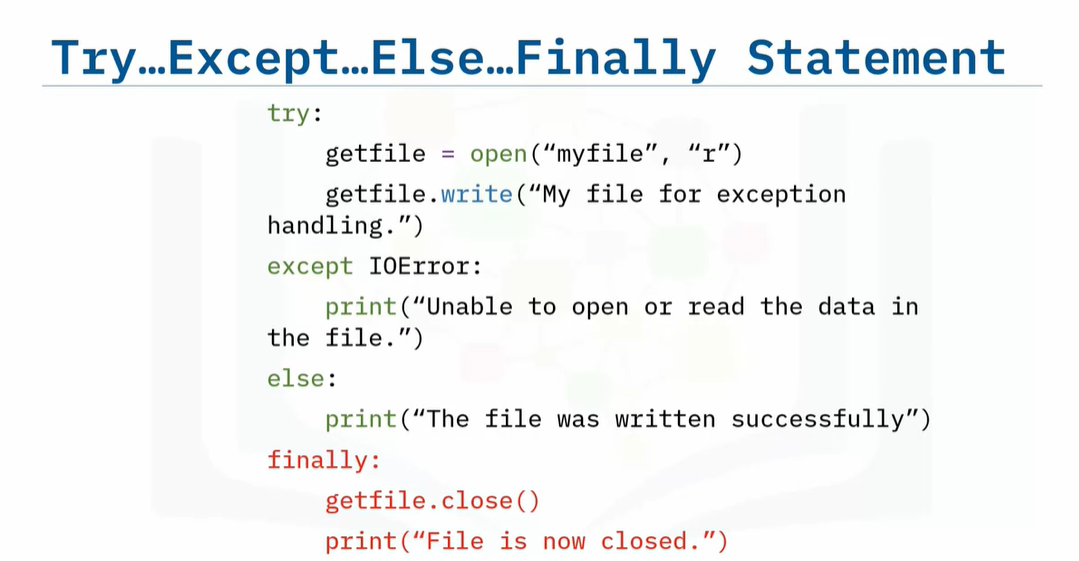 Try…Except…Else…Finally Statement
try:
getfile = open(“myfile”, “r”)
getfile.write(“My file for exception
handling.”)
except IOError:
print(“Unable to open or read the data in
the file.”)
else:
print(“The file was written successfully”)
finally:
getfile.close()
print(“File is now closed.”)